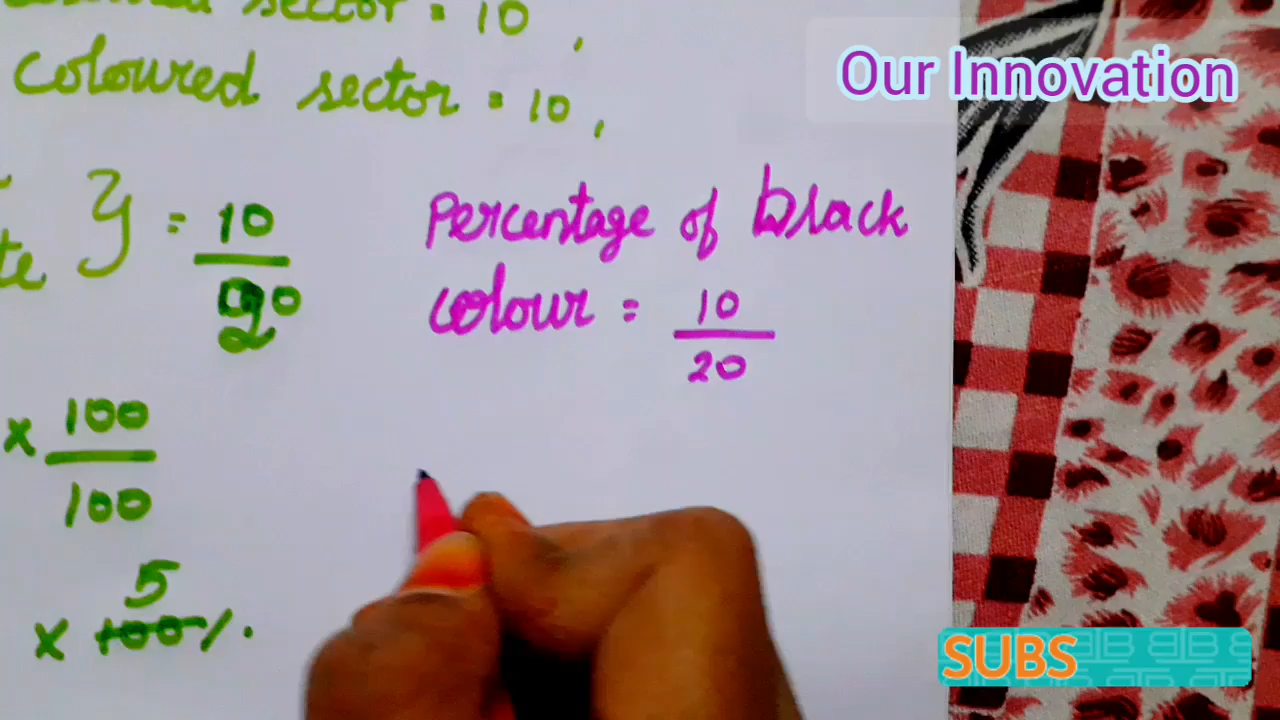 sector = 10,
coloured sector = 10,
Y = 10
20
Percentage of black
colour = 10
20
x 100
100
5
x 100%.
Our Innovation
SUBS